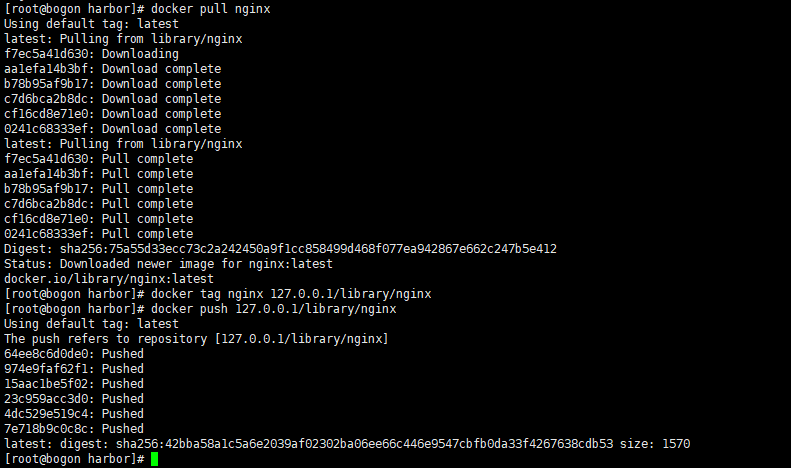 [root@bogon harbor]# docker pull nginx
Using default tag: latest
latest: Pulling from library/nginx
f7ec5a41d630: Downloading
aa1efa14b3bf: Download complete
b78b95af9b17: Download complete
c7d6bca2b8dc: Download complete
cf16cd8e71e0: Download complete
0241c68333ef: Download complete
latest: Pulling from library/nginx
f7ec5a41d630: Pull complete
aa1efa14b3bf: Pull complete
b78b95af9b17: Pull complete
c7d6bca2b8dc: Pull complete
cf16cd8e71e0: Pull complete
0241c68333ef: Pull complete
Digest: sha256:75a55d33ecc73c2a242450a9f1cc858499d468f077ea942867e662c247b5e412
Status: Downloaded newer image for nginx:latest
docker.io/library/nginx:latest
[root@bogon harbor]# docker tag nginx 127.0.0.1/library/nginx
[root@bogon harbor]# docker push 127.0.0.1/library/nginx
Using default tag: latest
The push refers to repository [127.0.0.1/library/nginx]
64ee8c6d0de0: Pushed
974e9faf62f1: Pushed
15aac1be5f02: Pushed
23c959acc3d0: Pushed
4dc529e519c4: Pushed
7e718b9c0c8c: Pushed
latest: digest: sha256:42bba58a1c5a6e2039af02302ba06ee66c446e9547cbfb0da33f4267638cdb53 size: 1570
[root@bogon harbor]#